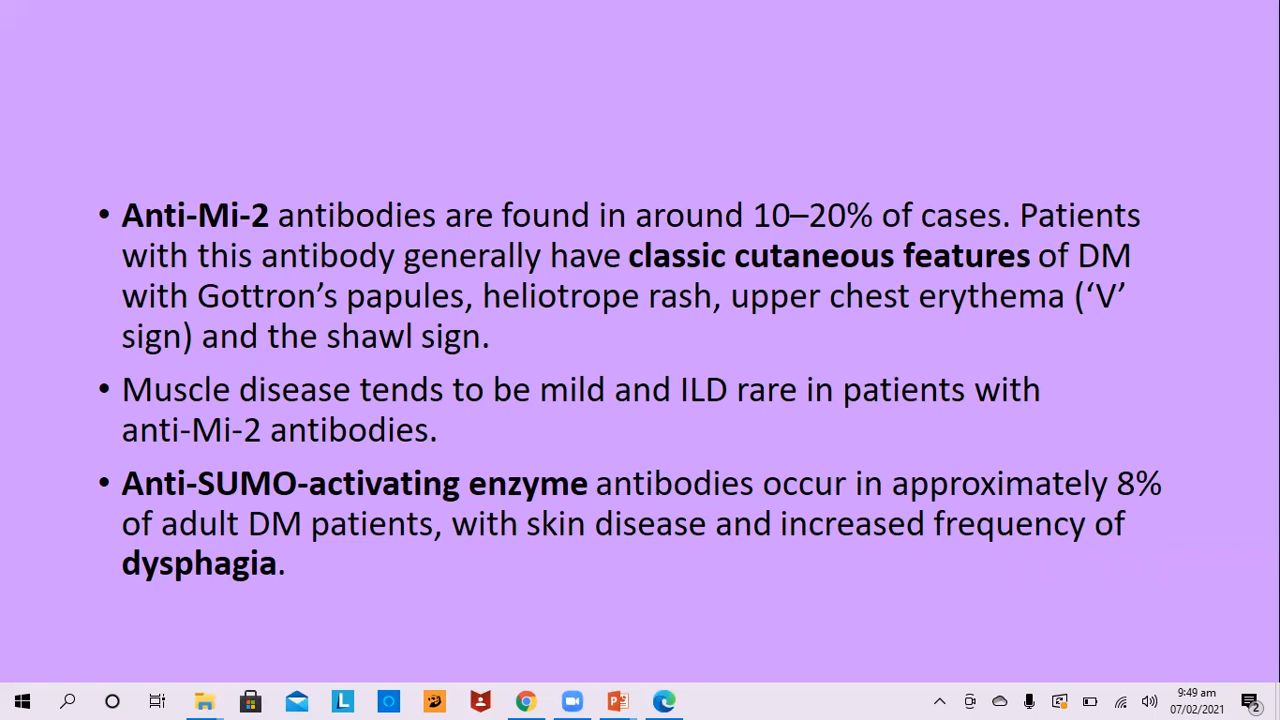 • Anti-Mi-2 antibodies are found in around 10–20% of cases. Patients
with this antibody generally have classic cutaneous features of DM
with Gottron’s papules, heliotrope rash, upper chest erythema (‘V’
sign) and the shawl sign.
• Muscle disease tends to be mild and ILD rare in patients with
anti-Mi-2 antibodies.
• Anti-SUMO-activating enzyme antibodies occur in approximately 8%
of adult DM patients, with skin disease and increased frequency of
dysphagia.
9:49 am
07/02/2021
2